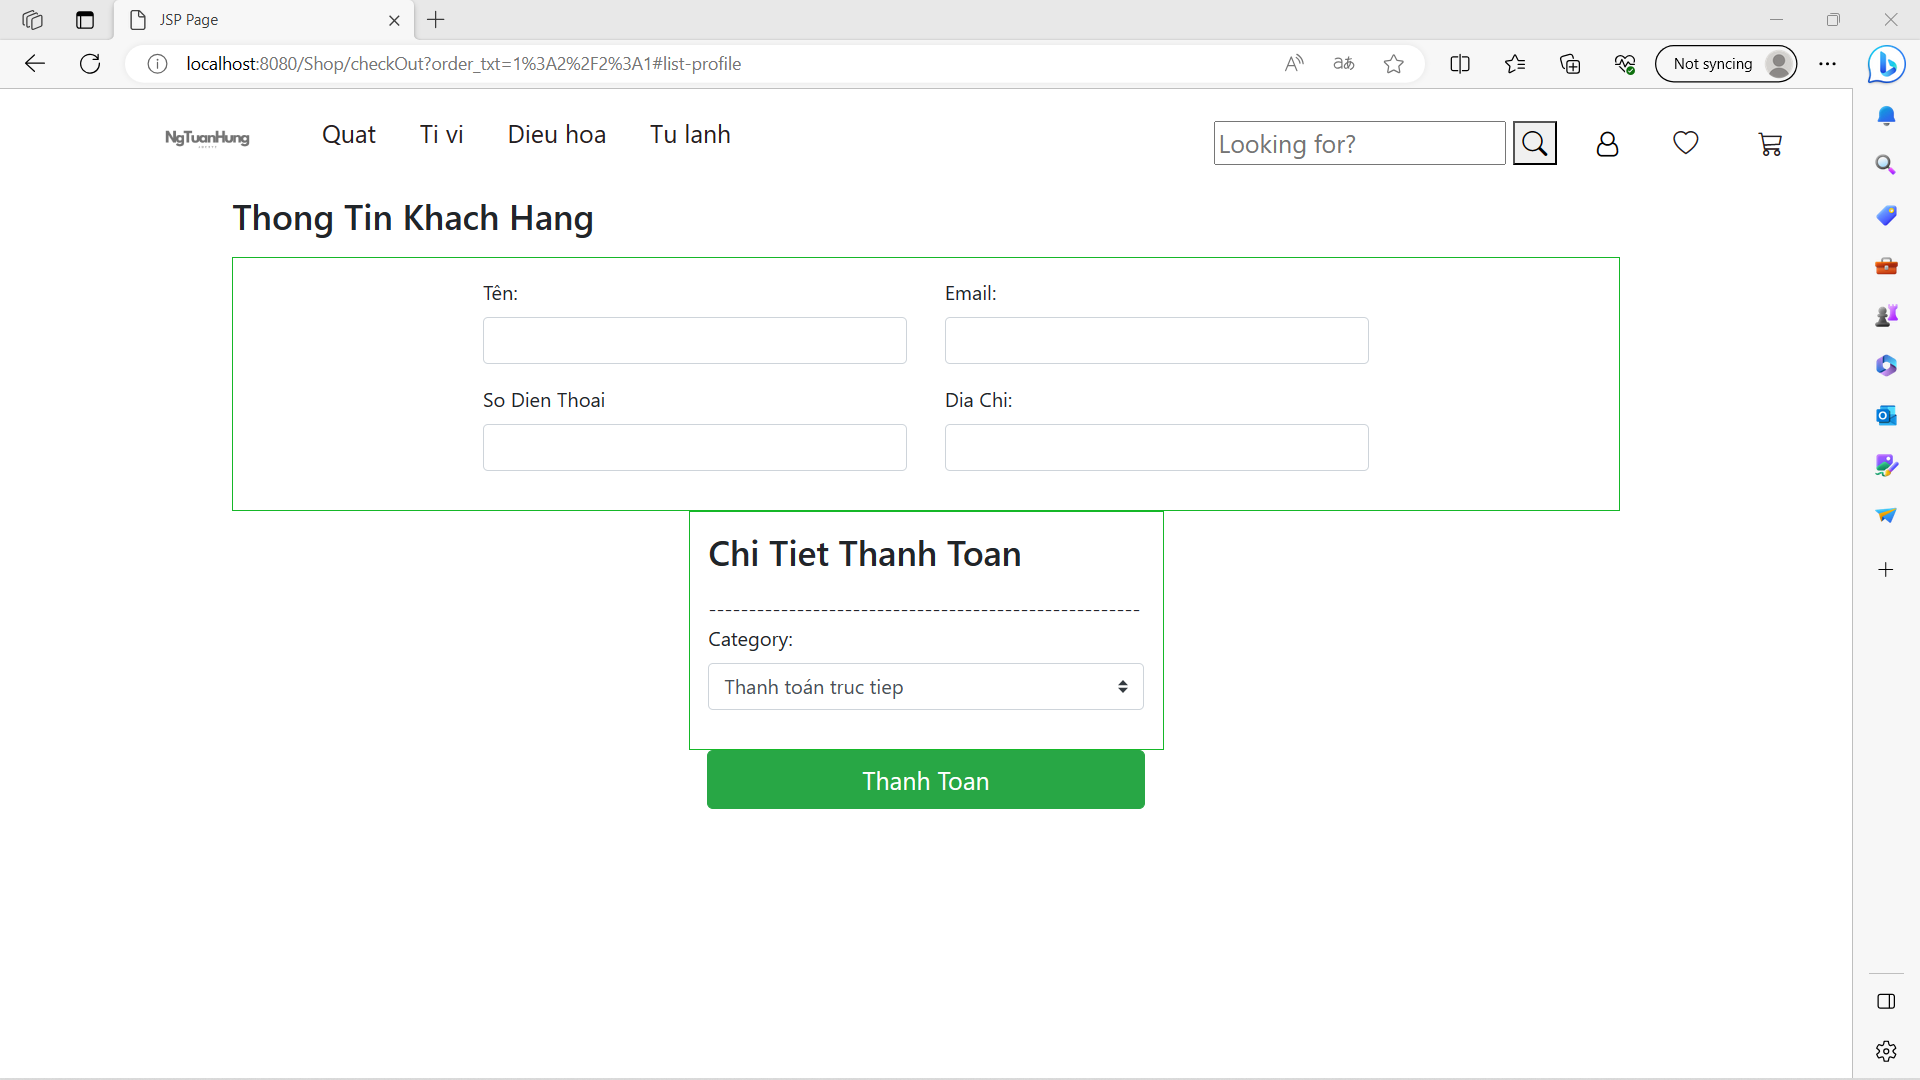 JSP Page
localhost:8080/Shop/checkOut?order_txt=1%3A2%2F2%3A1#list-profile
Not syncing
NgTuanHung
Quat
Ti vi
Dieu hoa
Tu lanh
Looking for?
Thong Tin Khach Hang
Tên:
Email:
So Dien Thoai
Dia Chi:
Chi Tiet Thanh Toan
------------------------------------------------------
Category:
Thanh toán truc tiep
Thanh Toan